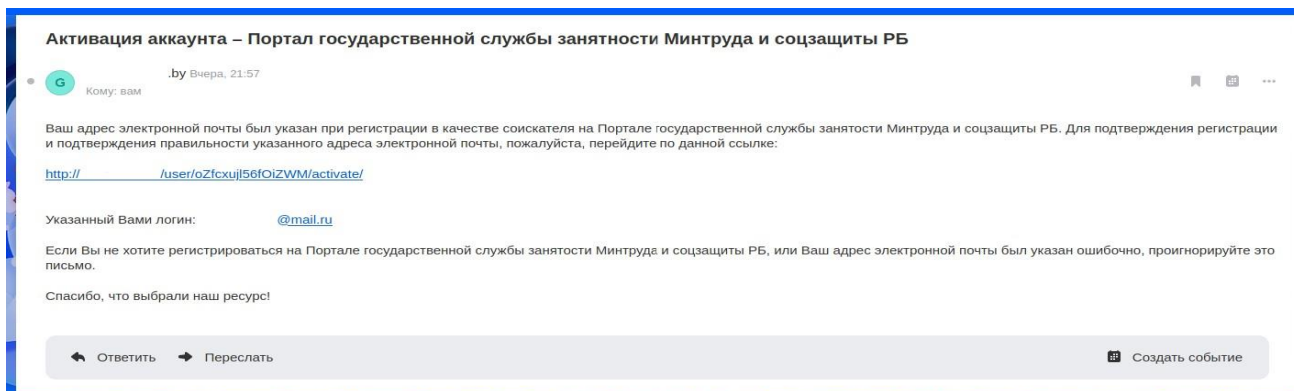 Активация аккаунта – Портал государственной службы занятности Минтруда и соцзащиты РБ
G
.by Вчера, 21:57
Кому: вам
Ваш адрес электронной почты был указан при регистрации в качестве соискателя на Портале государственной службы занятости Минтруда и соцзащиты РБ. Для подтверждения регистрации
и подтверждения правильности указанного адреса электронной почты, пожалуйста, перейдите по данной ссылке:
http:// /user/oZfcxujl56fOiZWM/activate/
Указанный Вами логин: @mail.ru
Если Вы не хотите регистрироваться на Портале государственной службы занятости Минтруда и соцзащиты РБ, или Ваш адрес электронной почты был указан ошибочно, проигнорируйте это
письмо.
Спасибо, что выбрали наш ресурс!
Ответить Переслать Создать событие